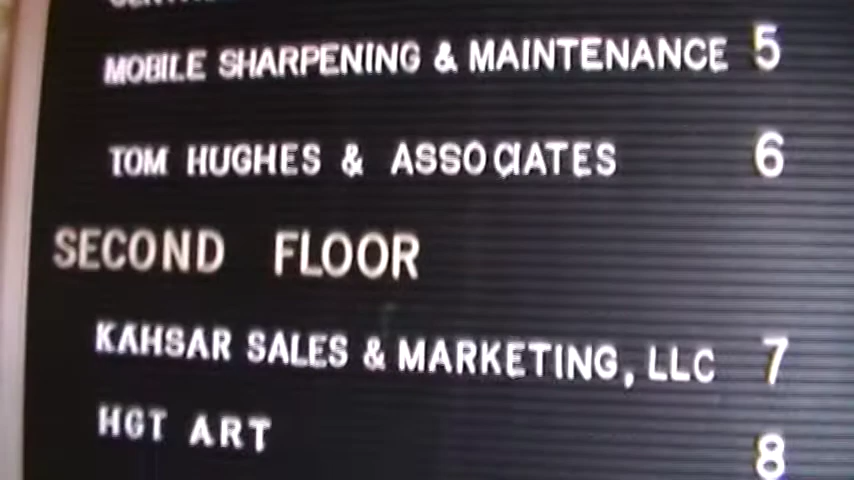 MOBILE SHARPENING & MAINTENANCE 5
TOM HUGHES & ASSOCIATES 6
SECOND FLOOR
KAHSAR SALES & MARKETING, LLC 7
HGT ART 8